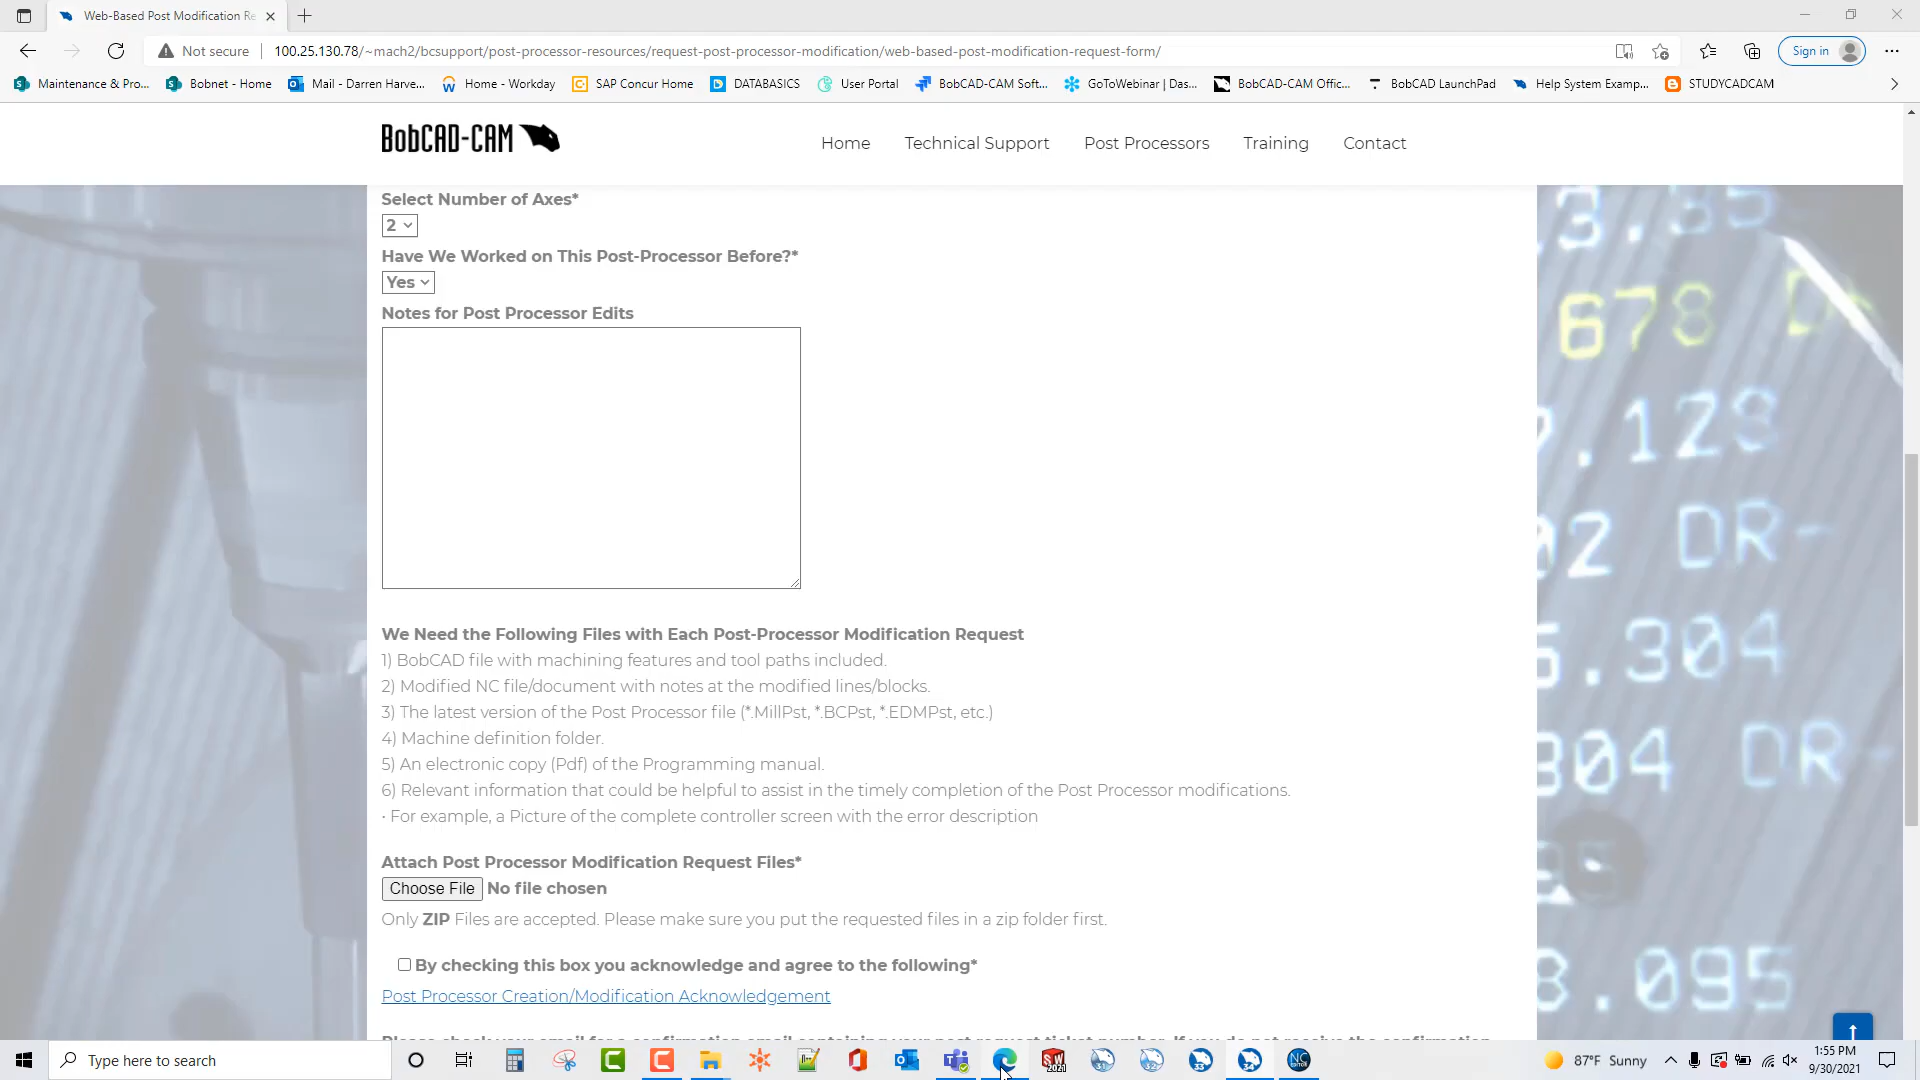 Web-Based Post Modification Re
Not secure
100.25.130.78/~mach2/bcsupport/post-processor-resources/request-post-processor-modification/web-based-post-modification-request-form/
Sign in
Maintenance & Pro... Bobnet - Home Mail - Darren Harve... Home - Workday SAP Concur Home DATABASICS User Portal BobCAD-CAM Soft... GoToWebinar | Das... BobCAD-CAM Offic... BobCAD LaunchPad Help System Examp... STUDYCADCAM
BobCAD-CAM
Home Technical Support Post Processors Training Contact
Select Number of Axes*
2
Have We Worked on This Post-Processor Before?*
Yes
Notes for Post Processor Edits
We Need the Following Files with Each Post-Processor Modification Request
1) BobCAD file with machining features and tool paths included.
2) Modified NC file/document with notes at the modified lines/blocks.
3) The latest version of the Post Processor file (*.MillPst, *.BCPst, *.EDMPst, etc.)
4) Machine definition folder.
5) An electronic copy (Pdf) of the Programming manual.
6) Relevant information that could be helpful to assist in the timely completion of the Post Processor modifications.
• For example, a Picture of the complete controller screen with the error description
Attach Post Processor Modification Request Files*
Choose File No file chosen
Only ZIP Files are accepted. Please make sure you put the requested files in a zip folder first.
By checking this box you acknowledge and agree to the following*
Post Processor Creation/Modification Acknowledgement
678
.128
02 DR-
.304
304 DR-
.095
Type here to search
87°F Sunny
1:55 PM
9/30/2021